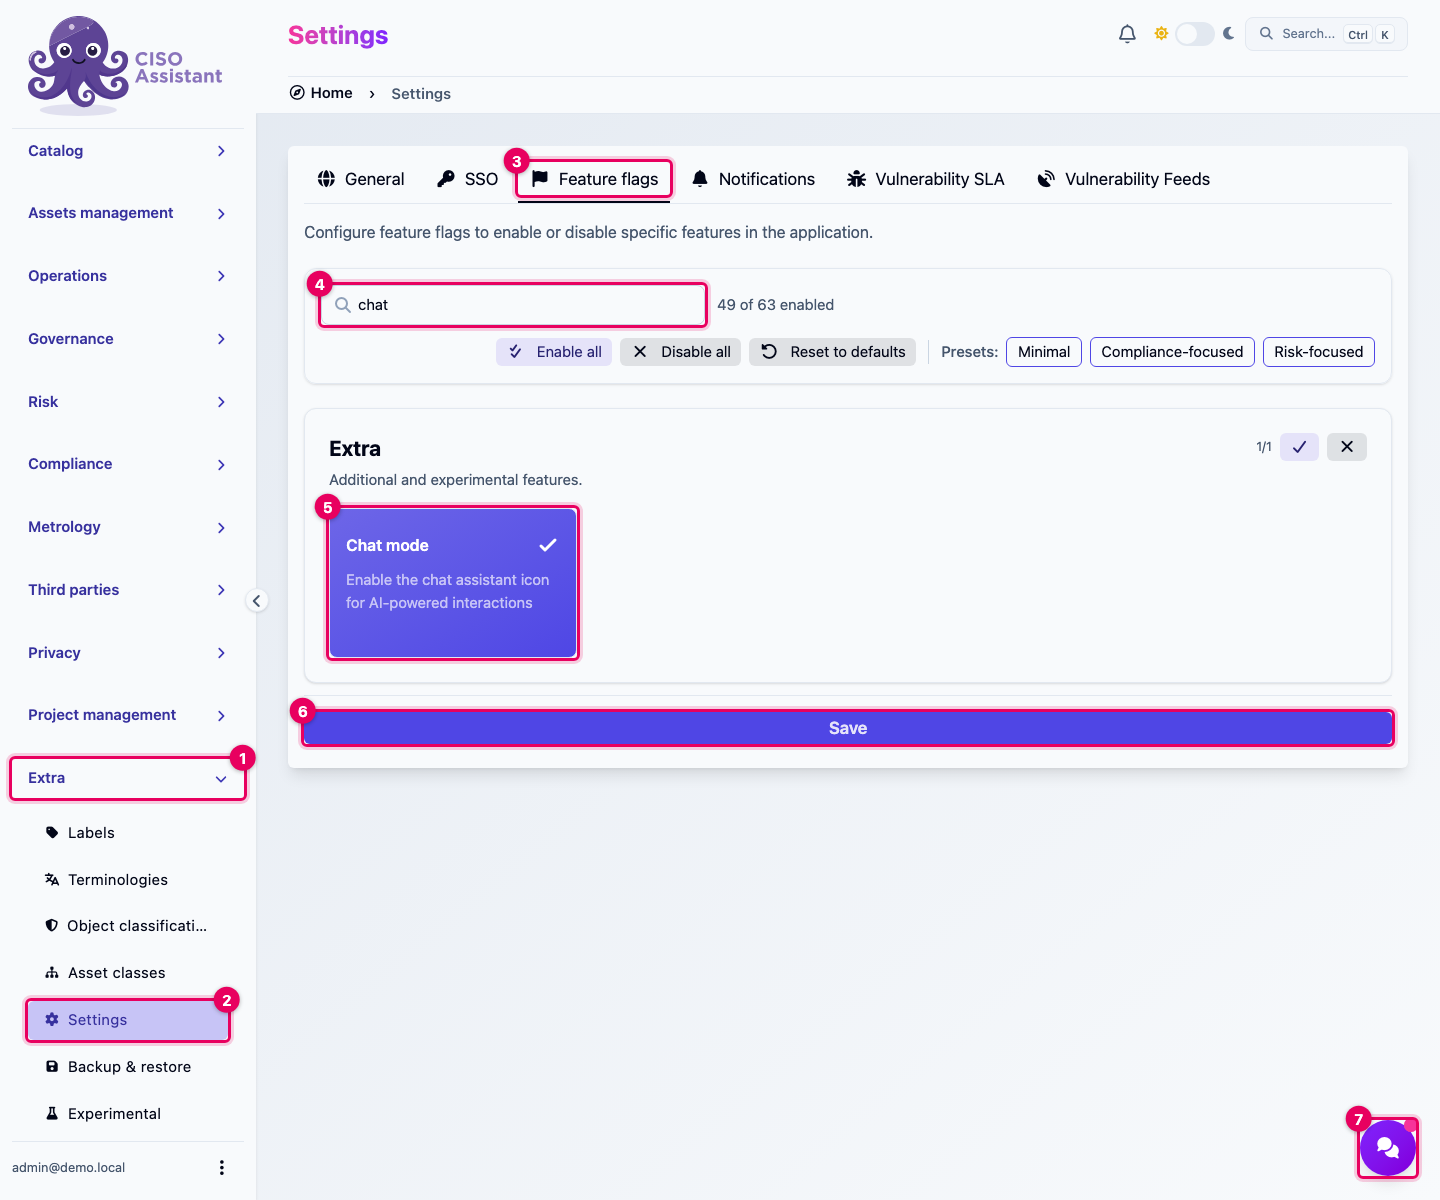 CISO
Assistant
Settings
Search...
Ctrl
K
Home
›
Settings
Catalog
Assets management
Operations
Governance
Risk
Compliance
Metrology
Third parties
Privacy
Project management
1
Extra
Labels
Terminologies
Object classificati...
Asset classes
2
Settings
Backup & restore
Experimental
admin@demo.local
General
SSO
3
Feature flags
Notifications
Vulnerability SLA
Vulnerability Feeds
Configure feature flags to enable or disable specific features in the application.
4
chat
49 of 63 enabled
Enable all
Disable all
Reset to defaults
Presets:
Minimal
Compliance-focused
Risk-focused
Extra
1/1
Additional and experimental features.
5
Chat mode
Enable the chat assistant icon
for AI-powered interactions
6
Save
7